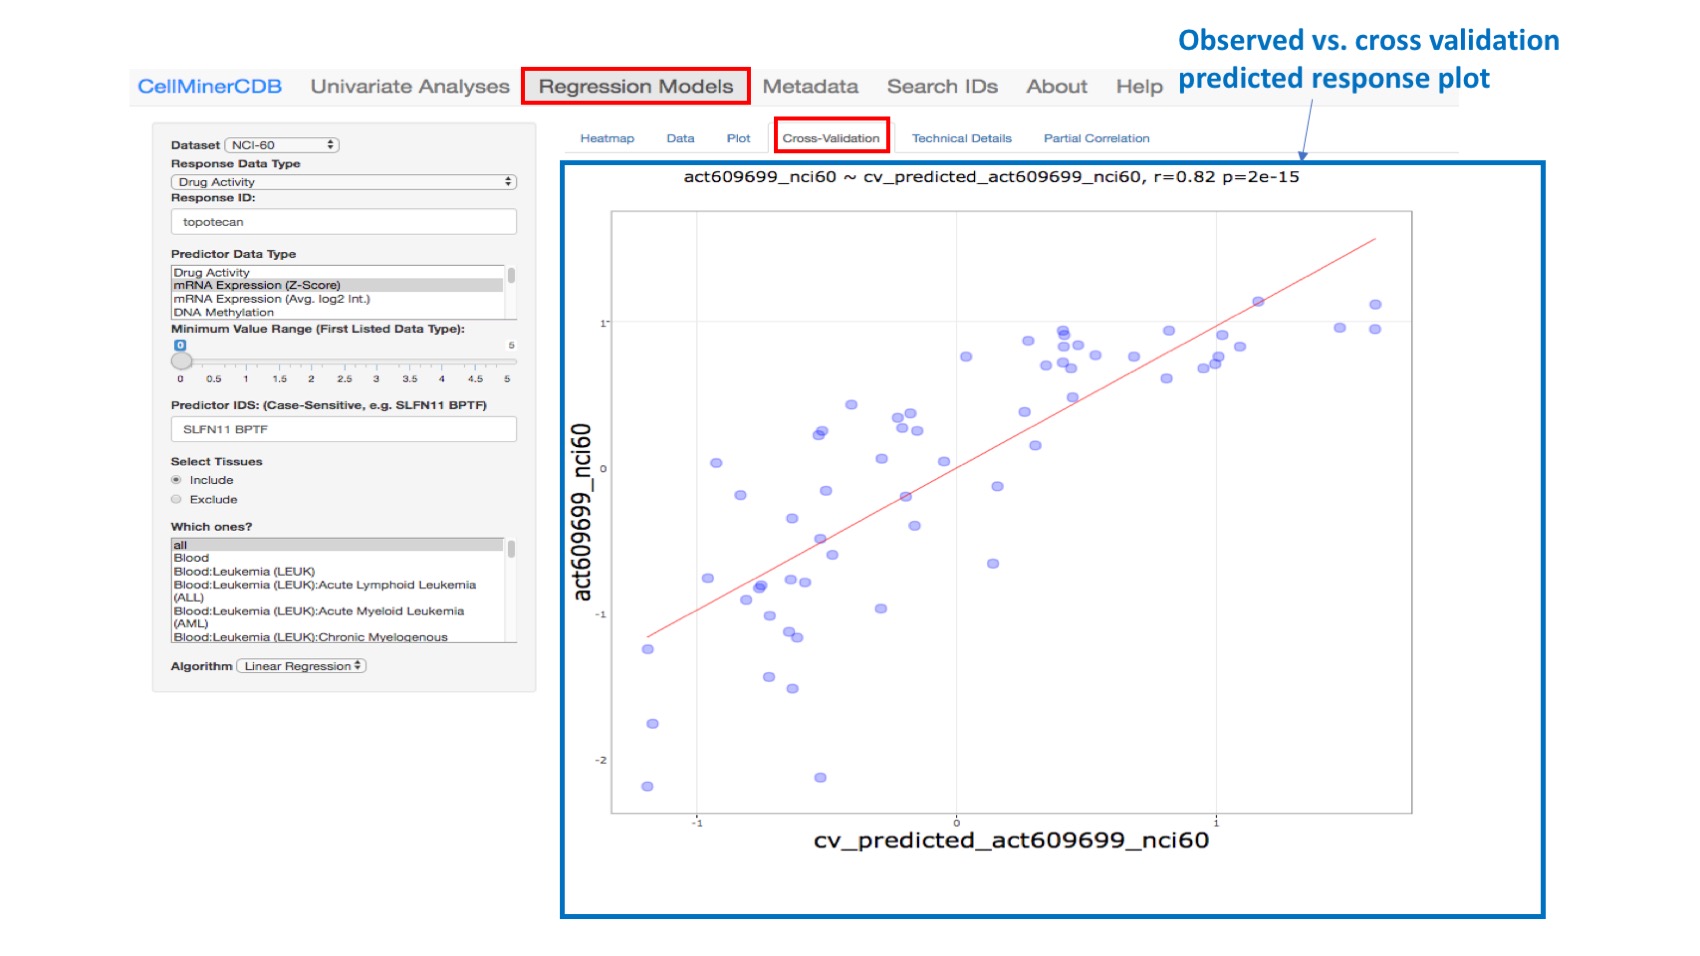 Observed vs. cross validation
predicted response plot
CellMinerCDB Univariate Analyses Regression Models Metadata Search IDs About Help
Dataset NCI-60
Response Data Type
Drug Activity
Response ID:
topotecan
Predictor Data Type
Drug Activity
mRNA Expression (Z-Score)
mRNA Expression (Avg. log2 Int.)
DNA Methylation
Minimum Value Range (First Listed Data Type):
0 5
0 0.5 1 1.5 2 2.5 3 3.5 4 4.5 5
Predictor IDS: (Case-Sensitive, e.g. SLFN11 BPTF)
SLFN11 BPTF
Select Tissues
Include
Exclude
Which ones?
all
Blood
Blood:Leukemia (LEUK)
Blood:Leukemia (LEUK):Acute Lymphoid Leukemia
(ALL)
Blood:Leukemia (LEUK):Acute Myeloid Leukemia
(AML)
Blood:Leukemia (LEUK):Chronic Myelogenous
Algorithm Linear Regression
Heatmap Data Plot Cross-Validation Technical Details Partial Correlation
act609699_nci60 ~ cv_predicted_act609699_nci60, r=0.82 p=2e-15
act609699_nci60
1
0
-1
-2
-1 0 1
cv_predicted_act609699_nci60